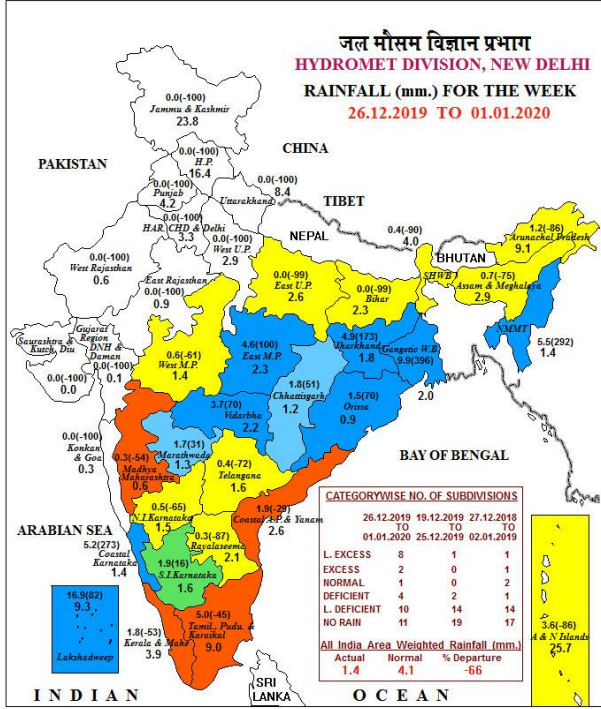 जल मौसम विज्ञान प्रभाग
HYDROMET DIVISION, NEW DELHI
RAINFALL (mm.) FOR THE WEEK
26.12.2019 TO 01.01.2020
0.0(-100)
Jammu & Kashmir
23.8
CHINA
PAKISTAN
0.0(-100)
H.P.
16.4
0.0(-100)
Punjab
4.2
0.0(-100)
8.4
Uttarakhand
TIBET
0.0(-100)
HAR. CHD & Delhi
3.3
0.0(-100)
West U.P.
2.9
NEPAL
0.4(-90)
4.0
1.2(-86)
Arunachal Pradesh
9.1
BHUTAN
0.0(-100)
West Rajasthan
0.6
East Rajasthan
0.0(-100)
0.9
0.0(-99)
East U.P.
2.6
0.0(-99)
Bihar
2.3
SHWB
0.7(-75)
Assam & Meghalaya
2.9
NMMT
5.5(292)
1.4
Saurashtra &
Kutch, Diu
0.0(-100)
0.0
Gujarat
Region
DNH &
Daman
0.0(-100)
0.1
0.6(-61)
West M.P.
1.4
4.6(100)
East M.P.
2.3
4.9(173)
Jharkhand
1.8
Gangetic W.B
9.9(396)
2.0
1.8(51)
Chhattisgarh
1.2
1.5(70)
Orissa
0.9
3.7(70)
Vidarbha
2.2
1.7(31)
Marathwada
1.3
0.3(-54)
Madhya
Maharashtra
0.6
0.0(-100)
Konkan
& Goa
0.3
0.4(-72)
Telangana
1.6
BAY OF BENGAL
0.5(-65)
N.I.Karnataka
1.5
1.9(-29)
Coastal A.P. & Yanam
2.6
0.3(-87)
Rayalaseema
2.1
ARABIAN SEA
5.2(273)
Coastal
Karnataka
1.4
1.9(16)
S.I.Karnataka
1.6
16.9(82)
9.3
Lakshadweep
1.8(-53)
Kerala & Mahe
3.9
5.0(-45)
Tamil, Pudu. &
Karaikal
9.0
SRI
LANKA
3.6(-86)
A & N Islands
25.7
CATEGORYWISE NO. OF SUBDIVISIONS
26.12.2019 19.12.2019 27.12.2018
TO TO TO
01.01.2020 25.12.2019 02.01.2019
L. EXCESS 8 1 1
EXCESS 2 0 1
NORMAL 1 0 2
DEFICIENT 4 2 1
L. DEFICIENT 10 14 14
NO RAIN 11 19 17
All India Area Weighted Rainfall (mm.)
Actual Normal % Departure
1.4 4.1 -66
INDIAN OCEAN